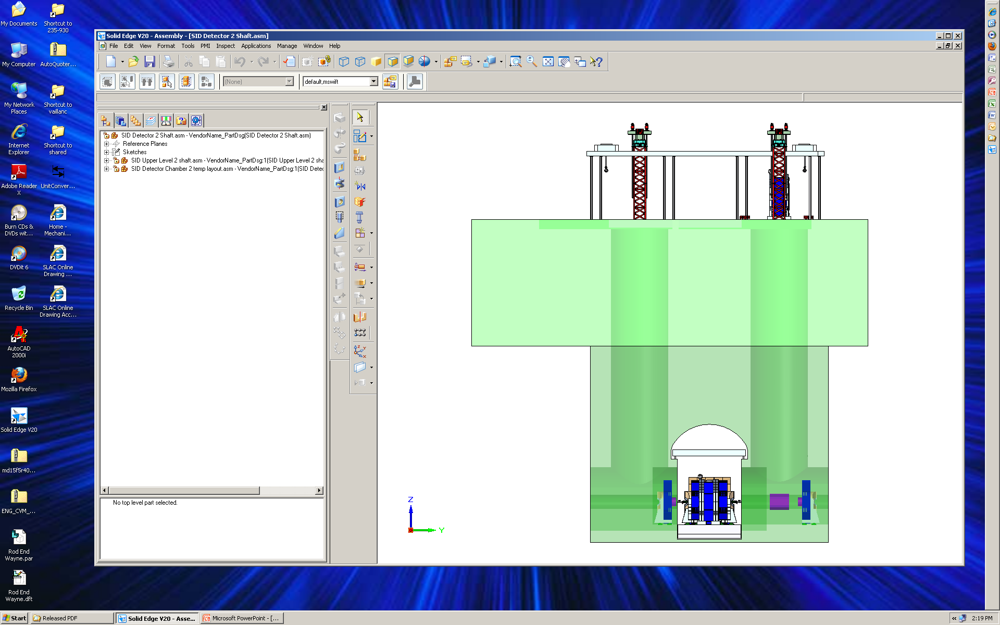 My Documents
Shortcut to
235-930
My Computer
AutoQuoter...
My Network
Places
Shortcut to
vaillanc
Internet
Explorer
Shortcut to
shared
Adobe Reader
X
UnitConver...
Burn CDs &
DVDs wit...
Home -
Mechani...
DVDit 6
SLAC Online
Drawing ...
Recycle Bin
SLAC Online
Drawing Acc...
AutoCAD
2000i
Mozilla Firefox
Solid Edge V20
md15f5r40...
ENG_CVM_...
Rod End
Wayne.par
Rod End
Wayne.dft
Solid Edge V20 - Assembly - [SID Detector 2 Shaft.asm]
File Edit View Format Tools PMI Inspect Applications Manage Window Help
(None)
default,mswift
SID Detector 2 Shaft.asm - VendorName_PartDsg(SID Detector 2 Shaft.asm)
Reference Planes
Sketches
SID Upper Level 2 shaft.asm - VendorName_PartDsg:1(SID Upper Level 2 sha
SID Detector Chamber 2 temp layout.asm - VendorName_PartDsg:1(SID Detec
No top level part selected.
Z
Y
Start
Released PDF
Solid Edge V20 - Asse...
Microsoft PowerPoint - [...
2:19 PM